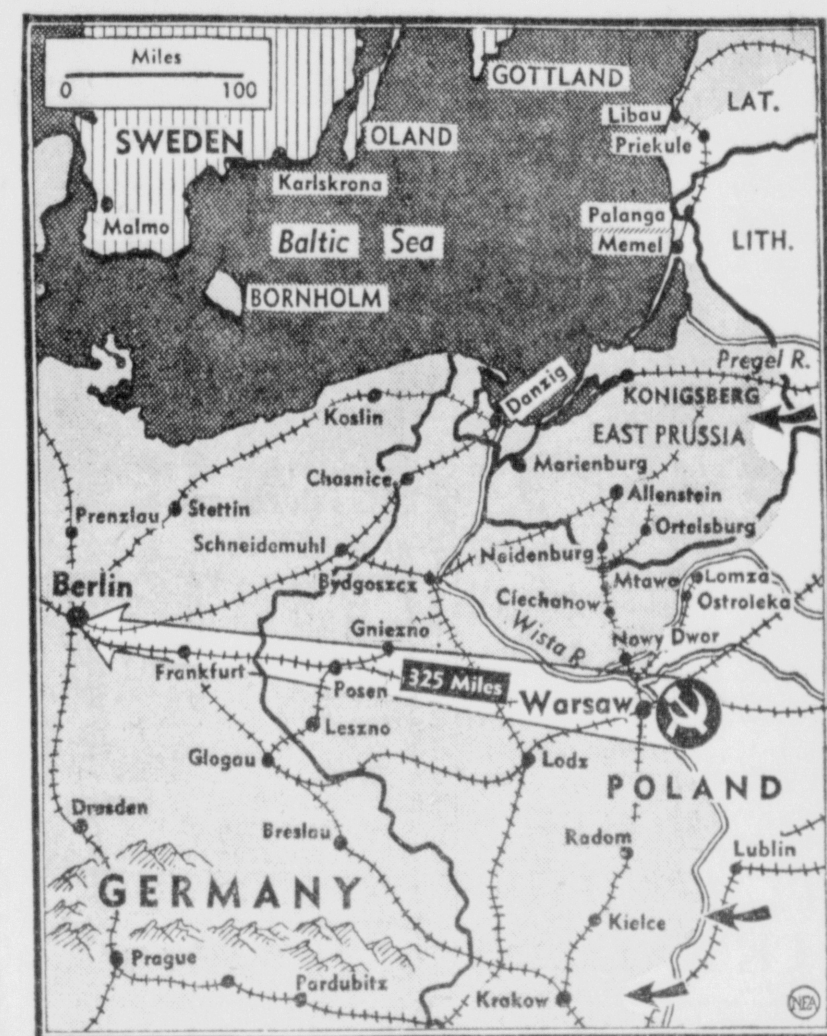 Miles
0 100
GOTTLAND
LAT.
Libau
SWEDEN
OLAND
Priekule
Karlskrona
Palanga
Malmo
Baltic Sea
Memel
LITH.
BORNHOLM
Pregel R.
Danzig
KONIGSBERG
Koslin
EAST PRUSSIA
Marienburg
Chosnice
Allenstein
Prenzlau
Stettin
Ortelsburg
Schneidemuhl
Neidenburg
Berlin
Bydgoszcz
Mtawa
Lomza
Ciechanow
Ostroleka
Wista R.
Gniezno
Nowy Dwor
Frankfurt
Posen
325 Miles
Warsaw
Leszno
Glogau
Lodz
POLAND
Dresden
Breslau
Radom
Lublin
GERMANY
Kielce
Prague
Pardubitz
Krakow
NEA